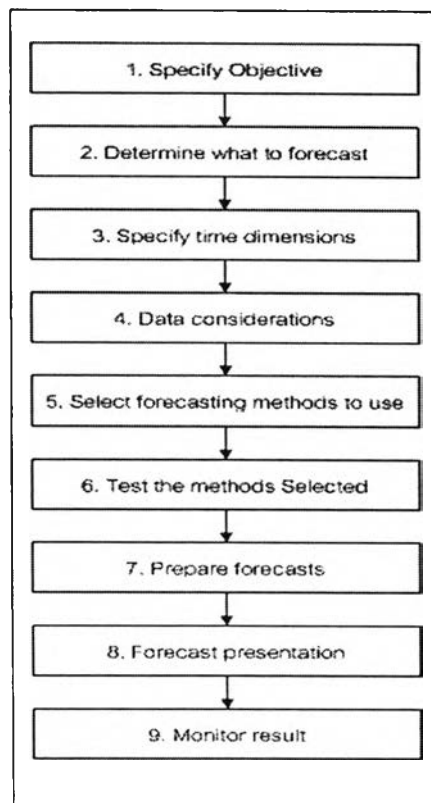 1. Specify Objective
2. Determine what to forecast
3. Specify time dimensions
4. Data considerations
5. Select forecasting methods to use
6. Test the methods Selected
7. Prepare forecasts
8. Forecast presentation
9. Monitor result